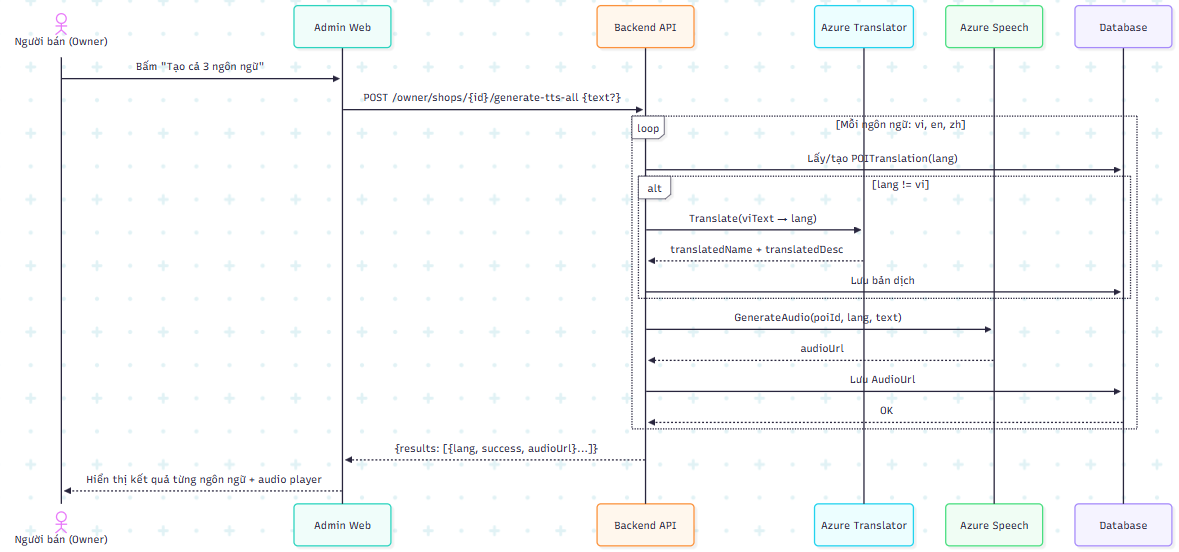 Người bán (Owner)
Admin Web
Backend API
Azure Translator
Azure Speech
Database
Bấm "Tạo cả 3 ngôn ngữ"
POST /owner/shops/{id}/generate-tts-all {text?}
loop
[Mỗi ngôn ngữ: vi, en, zh]
Lấy/tạo POITranslation(lang)
alt
[lang != vi]
Translate(viText → lang)
translatedName + translatedDesc
Lưu bản dịch
GenerateAudio(poiId, lang, text)
audioUrl
Lưu AudioUrl
OK
{results: [{lang, success, audioUrl}...]}
Hiển thị kết quả từng ngôn ngữ + audio player
Người bán (Owner)
Admin Web
Backend API
Azure Translator
Azure Speech
Database